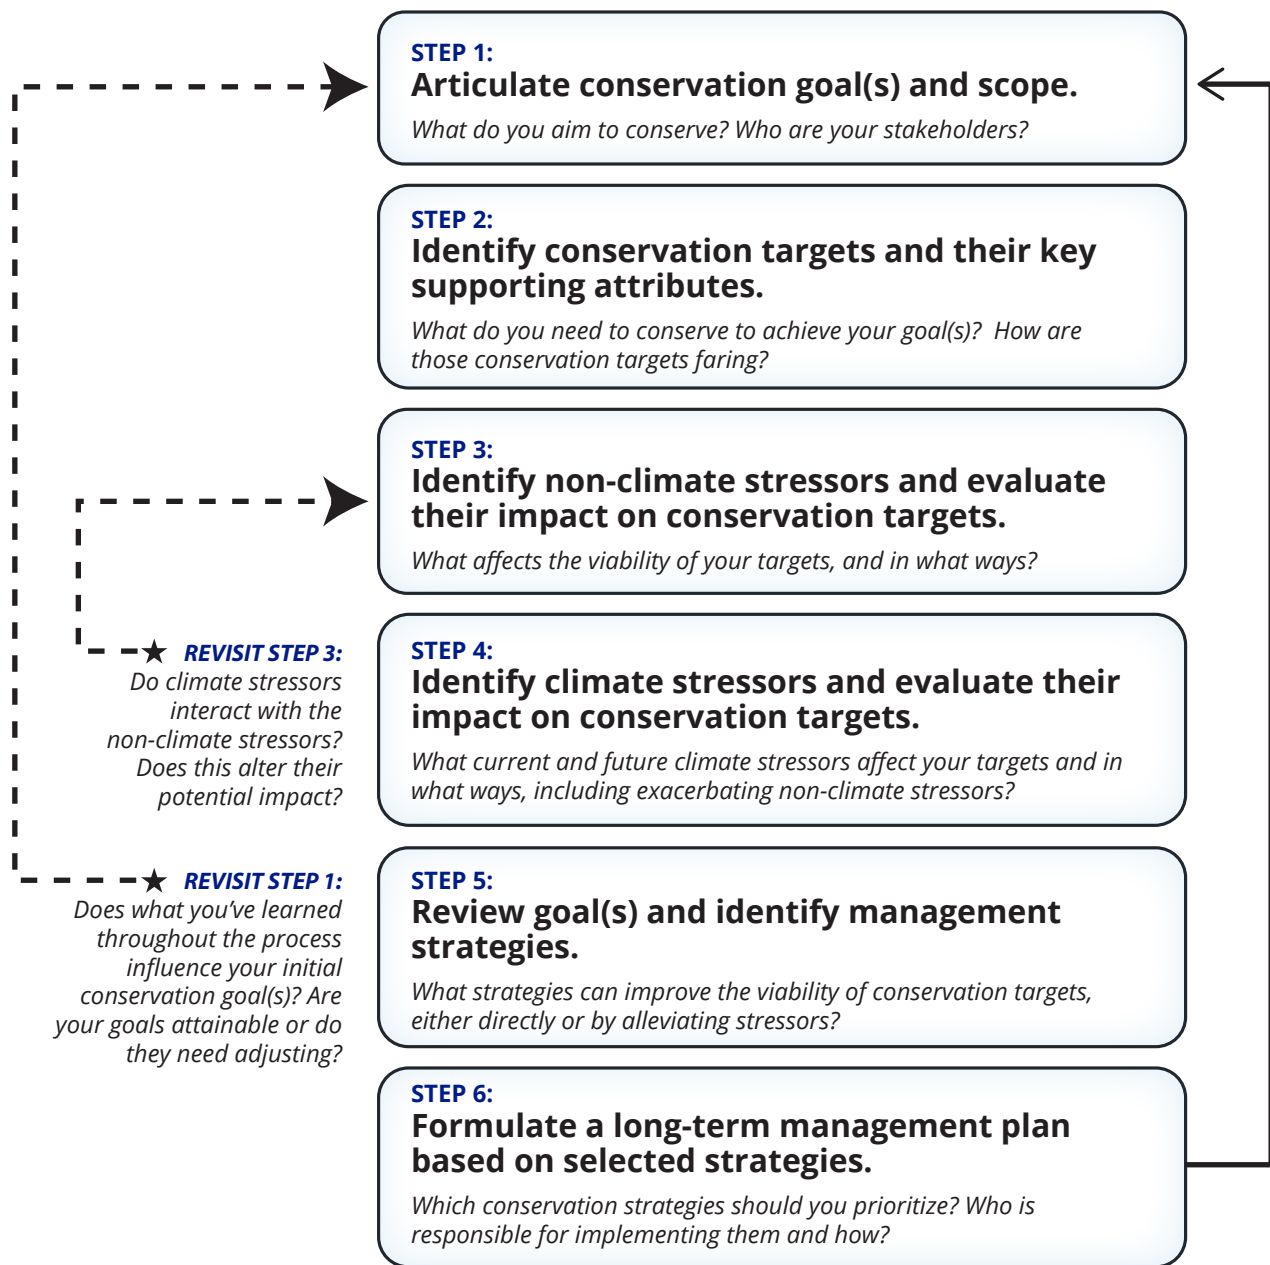 STEP 1:
Articulate conservation goal(s) and scope.
What do you aim to conserve? Who are your stakeholders?
STEP 2:
Identify conservation targets and their key
supporting attributes.
What do you need to conserve to achieve your goal(s)?  How are
those conservation targets faring?
STEP 3:
Identify non-climate stressors and evaluate
their impact on conservation targets.
What affects the viability of your targets, and in what ways?
REVISIT STEP 3:
Do climate stressors
interact with the
non-climate stressors?
Does this alter their
potential impact?
STEP 4:
Identify climate stressors and evaluate their
impact on conservation targets.
What current and future climate stressors affect your targets and in
what ways, including exacerbating non-climate stressors?
REVISIT STEP 1:
Does what you've learned
throughout the process
influence your initial
conservation goal(s)? Are
your goals attainable or do
they need adjusting?
STEP 5:
Review goal(s) and identify management
strategies.
What strategies can improve the viability of conservation targets,
either directly or by alleviating stressors?
STEP 6:
Formulate a long-term management plan
based on selected strategies.
Which conservation strategies should you prioritize? Who is
responsible for implementing them and how?